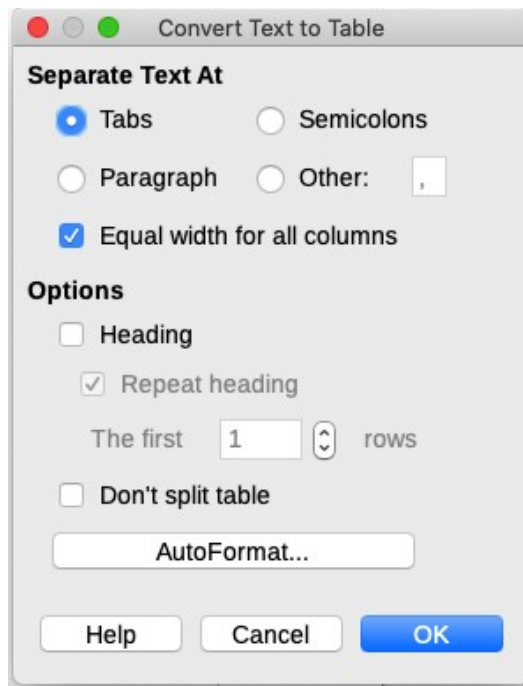 Convert Text to Table
Separate Text At
Tabs Semicolons
Paragraph Other: ,
Equal width for all columns
Options
Heading
Repeat heading
The first 1 rows
Don't split table
AutoFormat...
Help Cancel OK